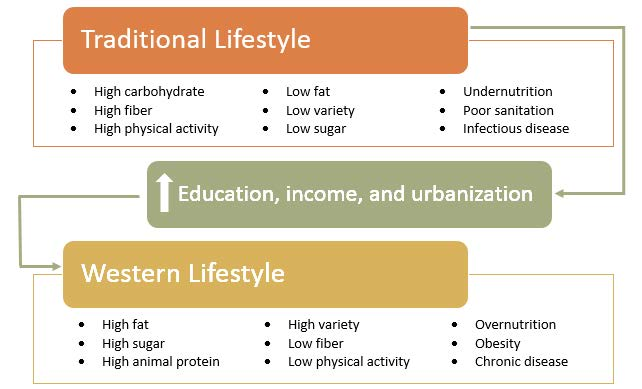 Traditional Lifestyle
• High carbohydrate
• High fiber
• High physical activity
• Low fat
• Low variety
• Low sugar
• Undernutrition
• Poor sanitation
• Infectious disease
Education, income, and urbanization
Western Lifestyle
• High fat
• High sugar
• High animal protein
• High variety
• Low fiber
• Low physical activity
• Overnutrition
• Obesity
• Chronic disease